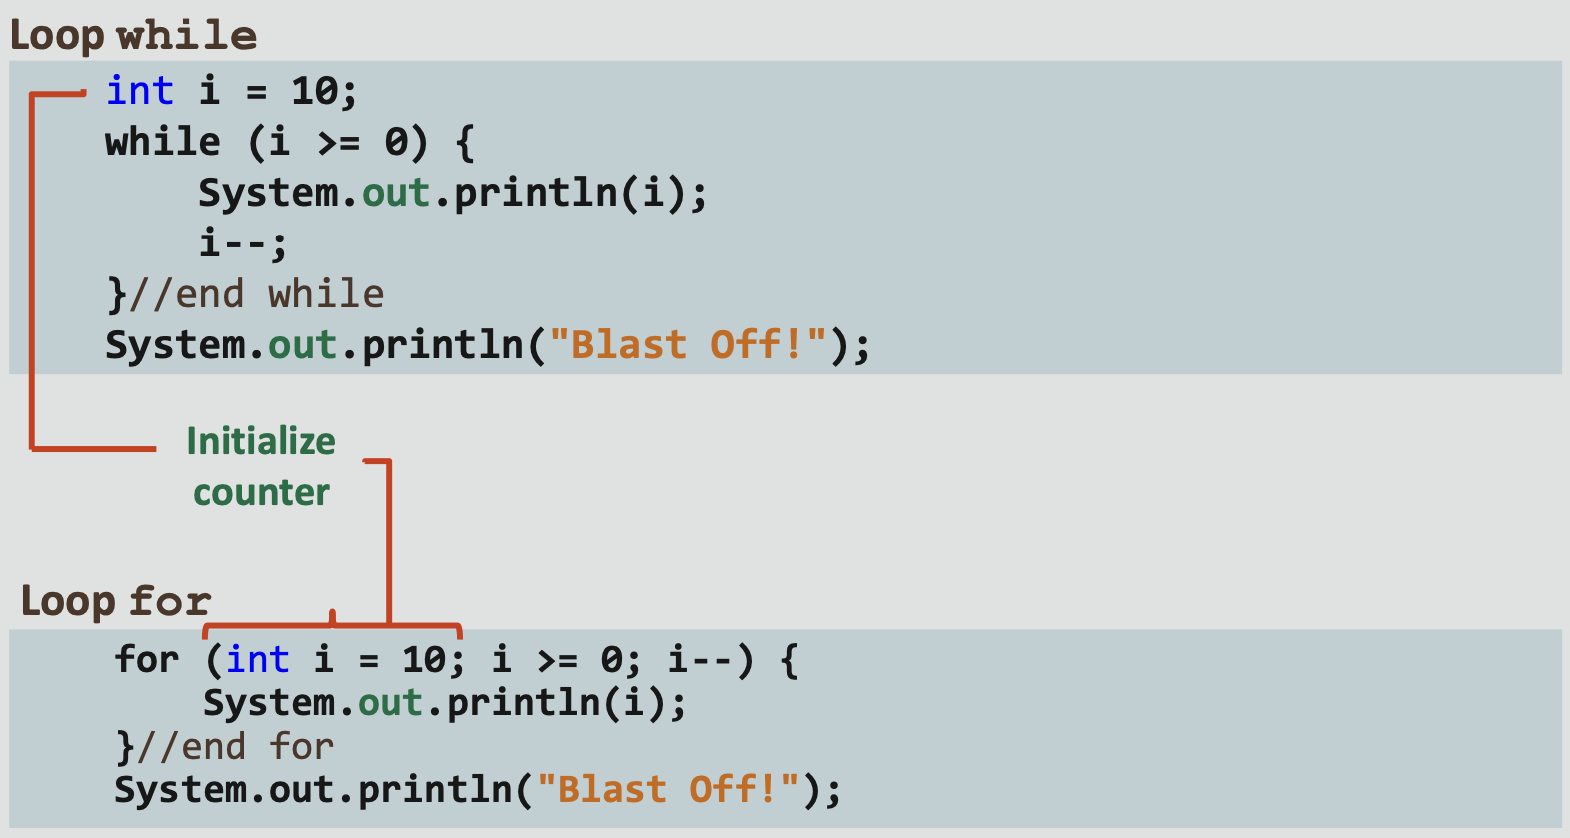 Loop while
int i = 10;
while (i >= 0) {
System.out.println(i);
i--;
}//end while
System.out.println("Blast Off!");
Initialize
counter
Loop for
for (int i = 10; i >= 0; i--) {
System.out.println(i);
}//end for
System.out.println("Blast Off!");